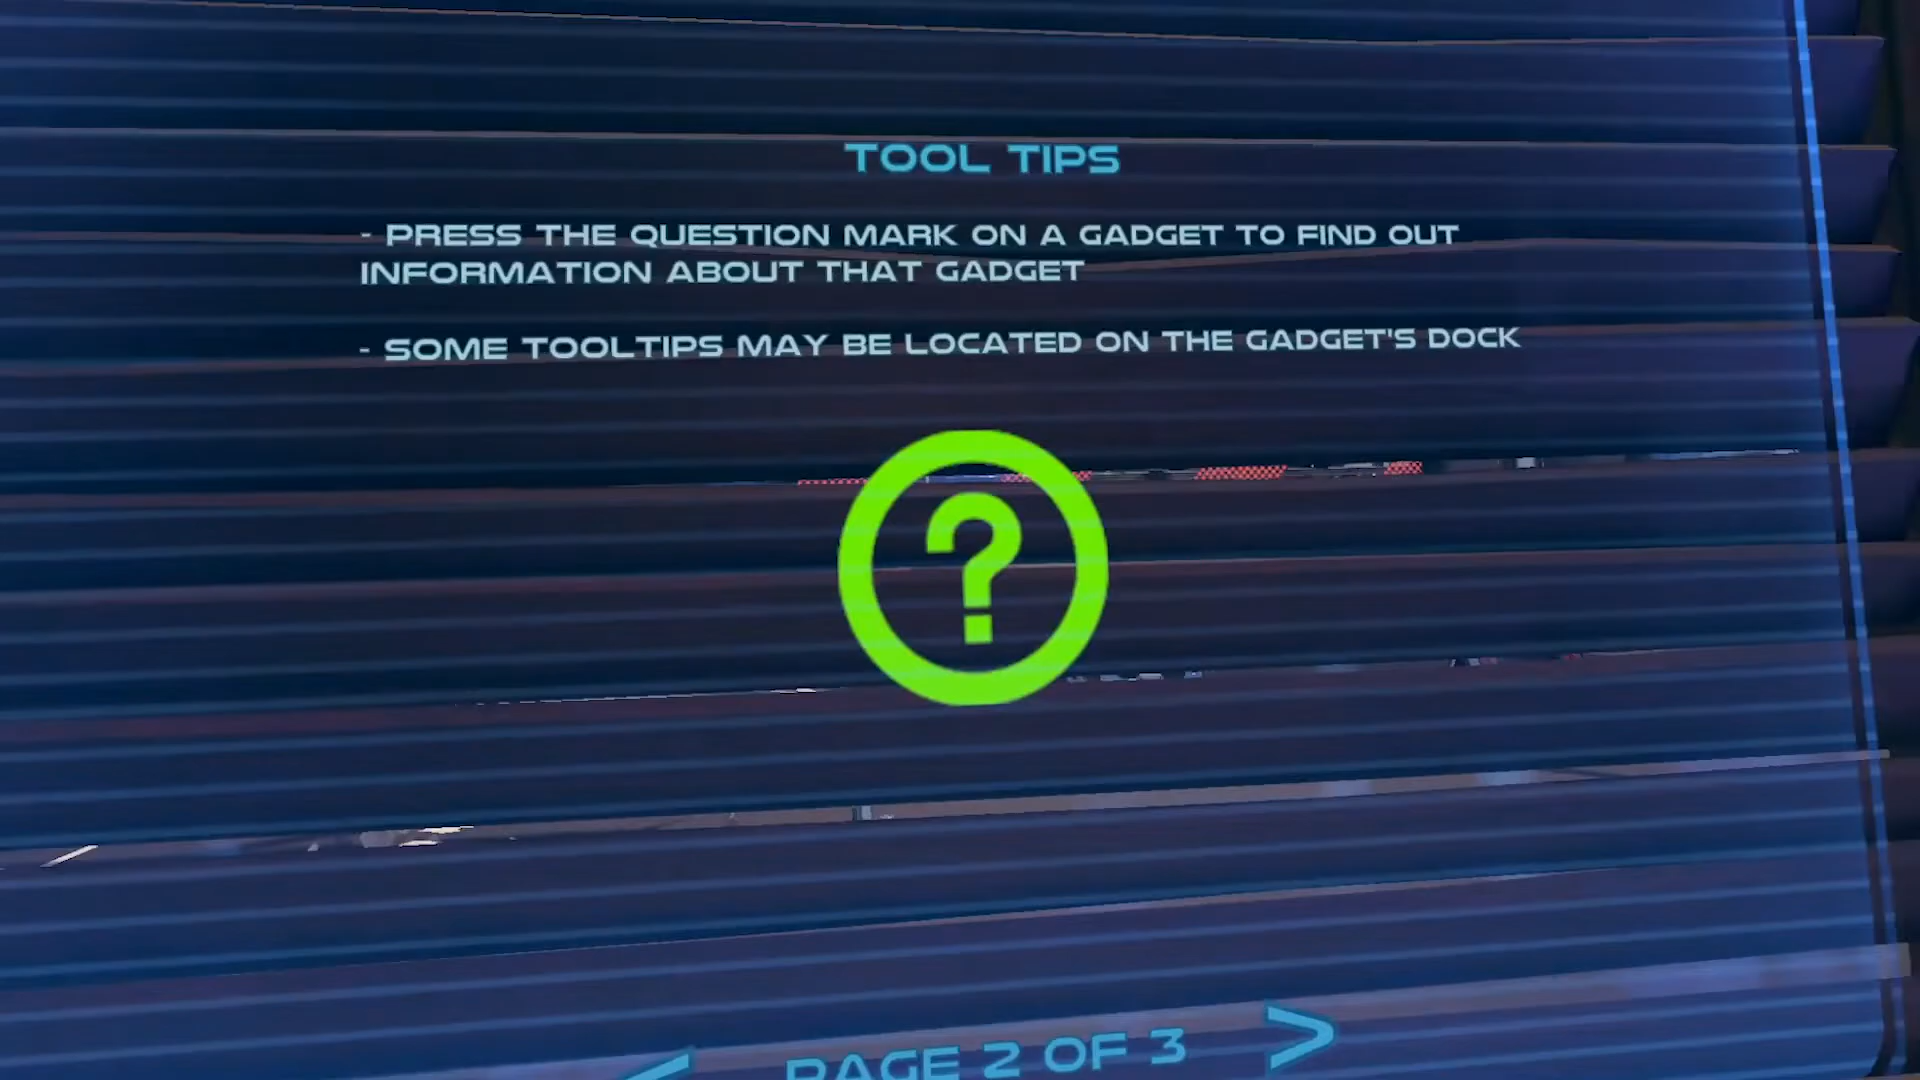 TOOL TIPS
- PRESS THE QUESTION MARK ON A GADGET TO FIND OUT
INFORMATION ABOUT THAT GADGET
- SOME TOOLTIPS MAY BE LOCATED ON THE GADGET'S DOCK
?
< PAGE 2 OF 3 >